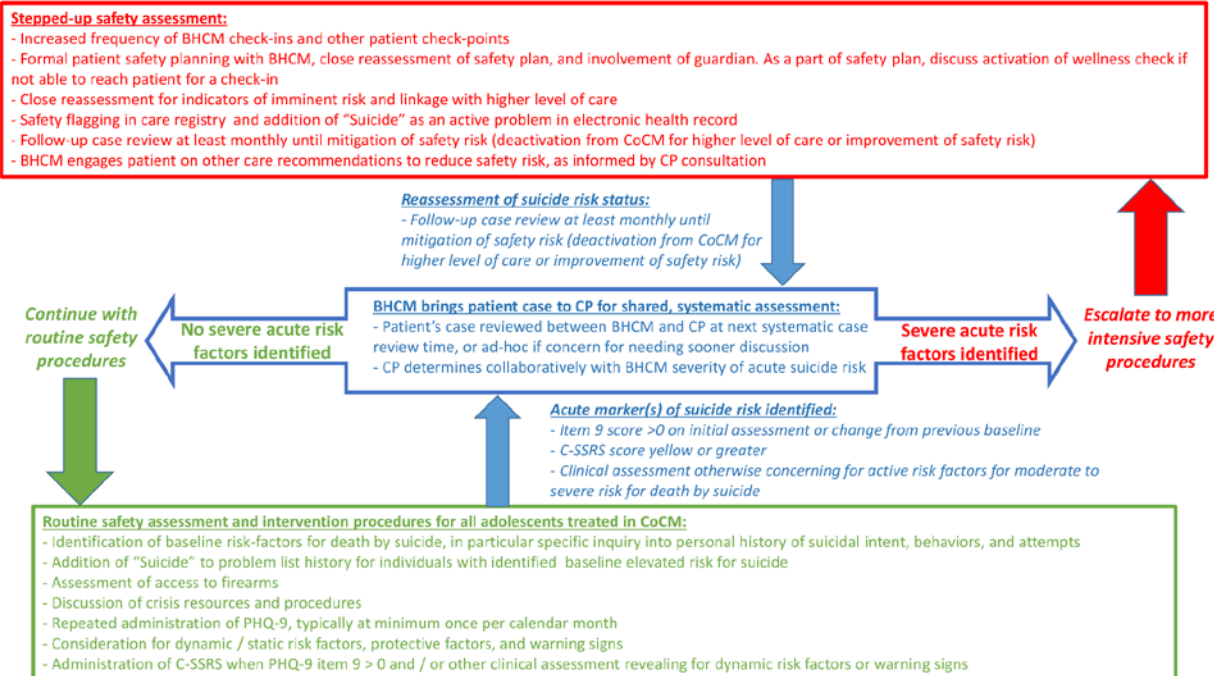 Stepped-up safety assessment:
- Increased frequency of BHCM check-ins and other patient check-points
- Formal patient safety planning with BHCM, close reassessment of safety plan, and involvement of guardian. As a part of safety plan, discuss activation of wellness check if
not able to reach patient for a check-in
- Close reassessment for indicators of imminent risk and linkage with higher level of care
- Safety flagging in care registry and addition of "Suicide" as an active problem in electronic health record
- Follow-up case review at least monthly until mitigation of safety risk (deactivation from CoCM for higher level of care or improvement of safety risk)
- BHCM engages patient on other care recommendations to reduce safety risk, as informed by CP consultation
Reassessment of suicide risk status:
- Follow-up case review at least monthly until
mitigation of safety risk (deactivation from CoCM for
higher level of care or improvement of safety risk)
Continue with
routine safety
procedures
No severe acute risk
factors identified
BHCM brings patient case to CP for shared, systematic assessment:
- Patient's case reviewed between BHCM and CP at next systematic case
review time, or ad-hoc if concern for needing sooner discussion
- CP determines collaboratively with BHCM severity of acute suicide risk
Severe acute risk
factors identified
Escalate to more
intensive safety
procedures
Acute marker(s) of suicide risk identified:
- Item 9 score >0 on initial assessment or change from previous baseline
- C-SSRS score yellow or greater
- Clinical assessment otherwise concerning for active risk factors for moderate to
severe risk for death by suicide
Routine safety assessment and intervention procedures for all adolescents treated in CoCM:
- Identification of baseline risk-factors for death by suicide, in particular specific inquiry into personal history of suicidal intent, behaviors, and attempts
- Addition of "Suicide" to problem list history for individuals with identified baseline elevated risk for suicide
- Assessment of access to firearms
- Discussion of crisis resources and procedures
- Repeated administration of PHQ-9, typically at minimum once per calendar month
- Consideration for dynamic / static risk factors, protective factors, and warning signs
- Administration of C-SSRS when PHQ-9 item 9 > 0 and / or other clinical assessment revealing for dynamic risk factors or warning signs